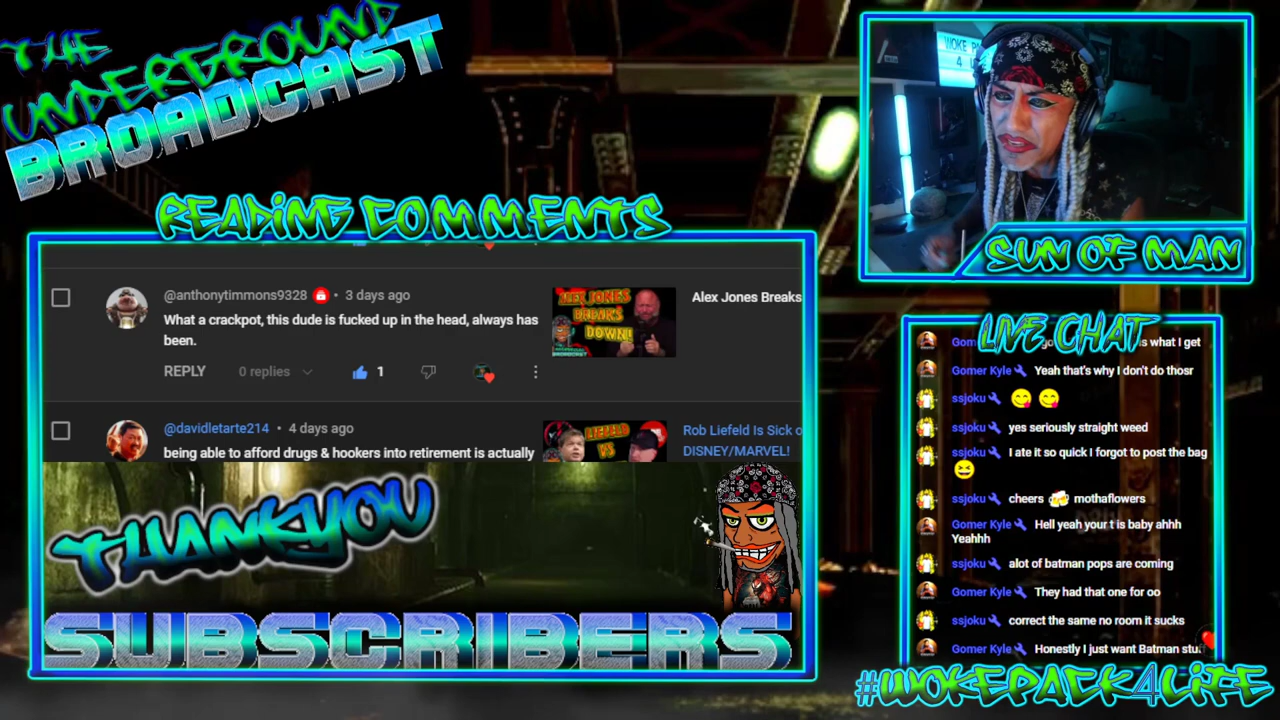 THE
UNDERGROUND
BROADCAST
READING COMMENTS
@anthonytimmons9328 • 3 days ago
What a crackpot, this dude is fucked up in the head, always has
been.
REPLY 0 replies 1
ALEX JONES
BREAKS
DOWN!
Alex Jones Breaks
@davidletarte214 • 4 days ago
being able to afford drugs & hookers into retirement is actually
LIEFELD
VS
Rob Liefeld Is Sick o
DISNEY/MARVEL!
THANKYOU
SUBSCRIBERS
WOKE PA
4 L
SUN OF MAN
LIVE CHAT
s what I get
Gomer Kyle Yeah that's why I don't do thosr
ssjoku 😋 😋
ssjoku yes seriously straight weed
ssjoku I ate it so quick I forgot to post the bag
😆
ssjoku cheers 🍻 mothaflowers
Gomer Kyle Hell yeah your t is baby ahhh
Yeahhh
ssjoku alot of batman pops are coming
Gomer Kyle They had that one for oo
ssjoku correct the same no room it sucks
Gomer Kyle Honestly I just want Batman stu
#WOKEPACK4LIFE